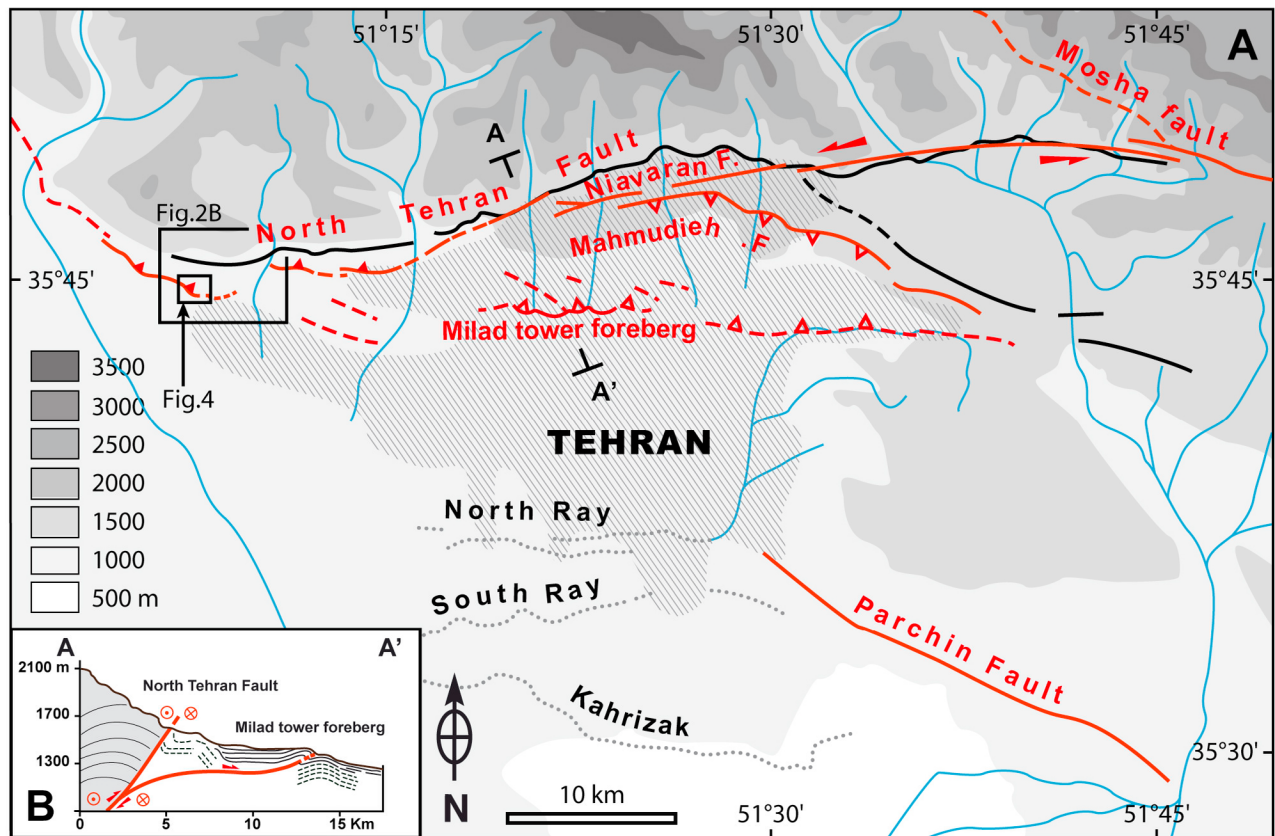 51°15'
51°30'
51°45'
A
Mosha fault
A
North Tehran Fault
Niavaran F.
Fig.2B
Mahmudieh F.
35°45'
35°45'
Milad tower foreberg
A'
Fig.4
3500
3000
2500
2000
1500
1000
500 m
TEHRAN
North Ray
South Ray
Parchin Fault
Kahrizak
A
A'
2100 m
North Tehran Fault
1700
Milad tower foreberg
1300
B
0
5
10
15 Km
N
10 km
35°30'
51°30'
51°45'